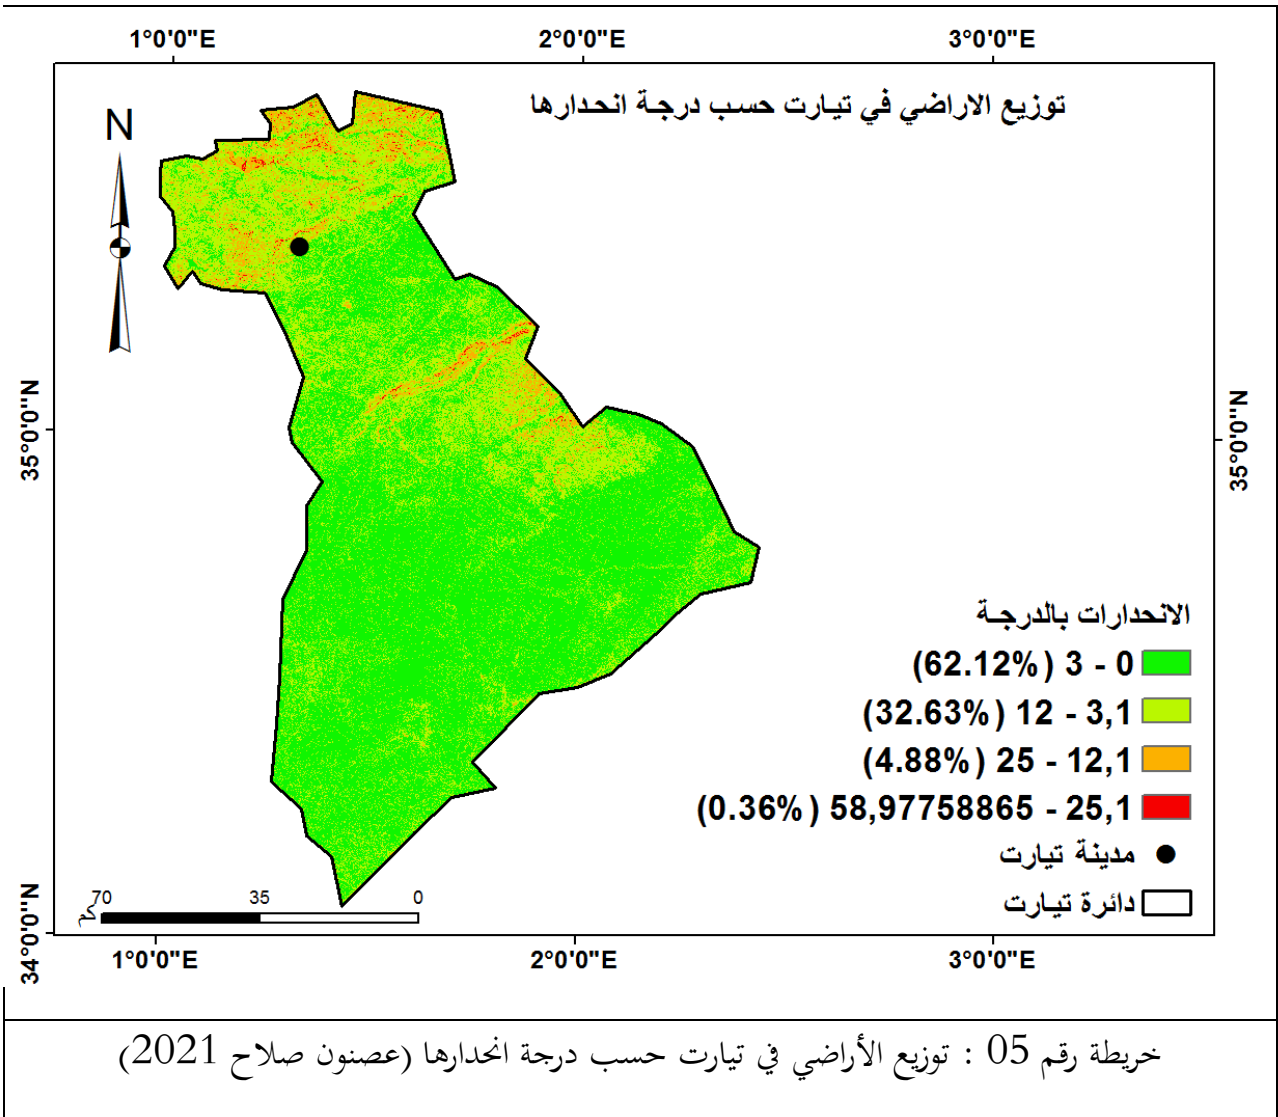 1°0'0"E 2°0'0"E 3°0'0"E
توزيع الاراضي في تيارت حسب درجة انحدارها
N
35°0'0"N
35°0'0"N
الانحدارات بالدرجة
0 - 3 (62.12%)
3,1 - 12 (32.63%)
12,1 - 25 (4.88%)
25,1 - 58,97758865 (0.36%)
مدينة تيارت
دائرة تيارت
70 35 0
كم
34°0'0"N
1°0'0"E 2°0'0"E 3°0'0"E
خريطة رقم 05 : توزيع الأراضي في تيارت حسب درجة انحدارها (عصنون صلاح 2021)